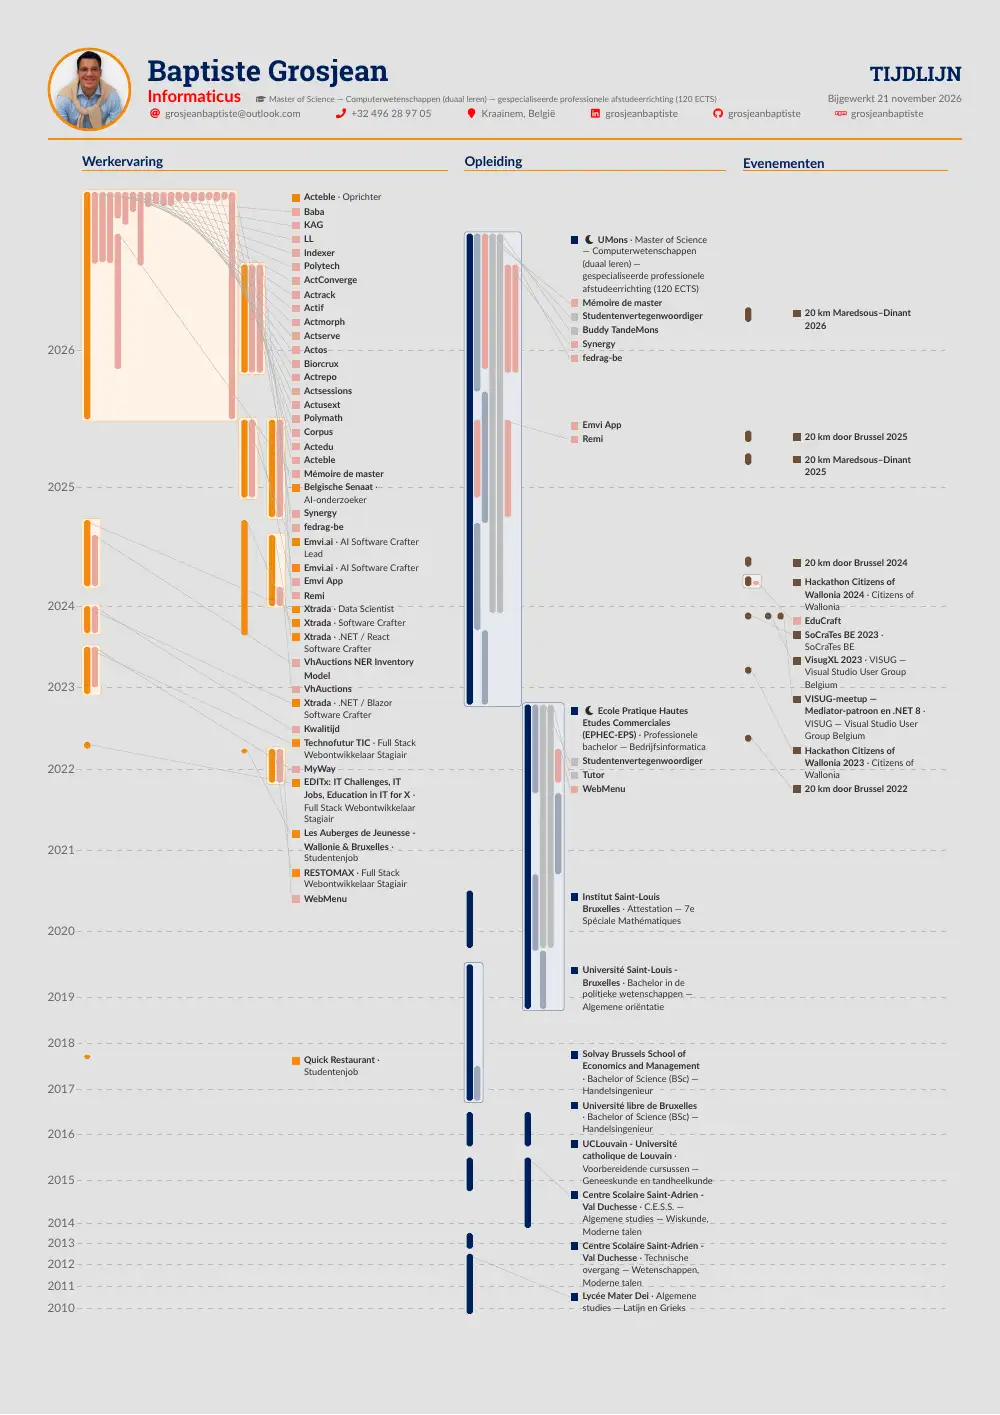 Baptiste Grosjean
TIJDLIJN
Informaticus
Master of Science — Computerwetenschappen (duaal leren) — gespecialiseerde professionele afstudeerrichting (120 ECTS)
Bijgewerkt 21 november 2026
grosjeanbaptiste@outlook.com
+32 496 28 97 05
Kraainem, België
grosjeanbaptiste
grosjeanbaptiste
grosjeanbaptiste
Werkervaring
Acteble · Oprichter
Baba
KAG
LL
Indexer
Polytech
ActConverge
Actrack
Actif
Actmorph
Actserve
Actos
Biorcrux
Actrepo
Actsessions
Actusext
Polymath
Corpus
Actedu
Acteble
Mémoire de master
Belgische Senaat ·
AI-onderzoeker
Synergy
fedrag-be
Emvi.ai · AI Software Crafter
Lead
Emvi.ai · AI Software Crafter
Emvi App
Remi
Xtrada · Data Scientist
Xtrada · Software Crafter
Xtrada · .NET / React
Software Crafter
VhAuctions NER Inventory
Model
VhAuctions
Xtrada · .NET / Blazor
Software Crafter
Kwalitijd
Technofutur TIC · Full Stack
Webontwikkelaar Stagiair
MyWay
EDITx: IT Challenges, IT
Jobs, Education in IT for X ·
Full Stack Webontwikkelaar
Stagiair
Les Auberges de Jeunesse -
Wallonie & Bruxelles ·
Studentenjob
RESTOMAX · Full Stack
Webontwikkelaar Stagiair
WebMenu
Quick Restaurant ·
Studentenjob
Opleiding
UMons · Master of Science
— Computerwetenschappen
(duaal leren) —
gespecialiseerde professionele
afstudeerrichting (120 ECTS)
Mémoire de master
Studentenvertegenwoordiger
Buddy TandeMons
Synergy
fedrag-be
Emvi App
Remi
Ecole Pratique Hautes
Etudes Commerciales
(EPHEC-EPS) · Professionele
bachelor — Bedrijfsinformatica
Studentenvertegenwoordiger
Tutor
WebMenu
Institut Saint-Louis
Bruxelles · Attestation — 7e
Spéciale Mathématiques
Université Saint-Louis -
Bruxelles · Bachelor in de
politieke wetenschappen —
Algemene oriëntatie
Solvay Brussels School of
Economics and Management
· Bachelor of Science (BSc) —
Handelsingenieur
Université libre de Bruxelles
· Bachelor of Science (BSc) —
Handelsingenieur
UCLouvain - Université
catholique de Louvain ·
Voorbereidende cursussen —
Geneeskunde en tandheelkunde
Centre Scolaire Saint-Adrien -
Val Duchesse · C.E.S.S. —
Algemene studies — Wiskunde,
Moderne talen
Centre Scolaire Saint-Adrien -
Val Duchesse · Technische
overgang — Wetenschappen,
Moderne talen
Lycée Mater Dei · Algemene
studies — Latijn en Grieks
Evenementen
20 km Maredsous–Dinant
2026
20 km door Brussel 2025
20 km Maredsous–Dinant
2025
20 km door Brussel 2024
Hackathon Citizens of
Wallonia 2024 · Citizens of
Wallonia
EduCraft
SoCraTes BE 2023 ·
SoCraTes BE
VisugXL 2023 · VISUG —
Visual Studio User Group
Belgium
VISUG-meetup —
Mediator-patroon en .NET 8 ·
VISUG — Visual Studio User
Group Belgium
Hackathon Citizens of
Wallonia 2023 · Citizens of
Wallonia
20 km door Brussel 2022
2026
2025
2024
2023
2022
2021
2020
2019
2018
2017
2016
2015
2014
2013
2012
2011
2010